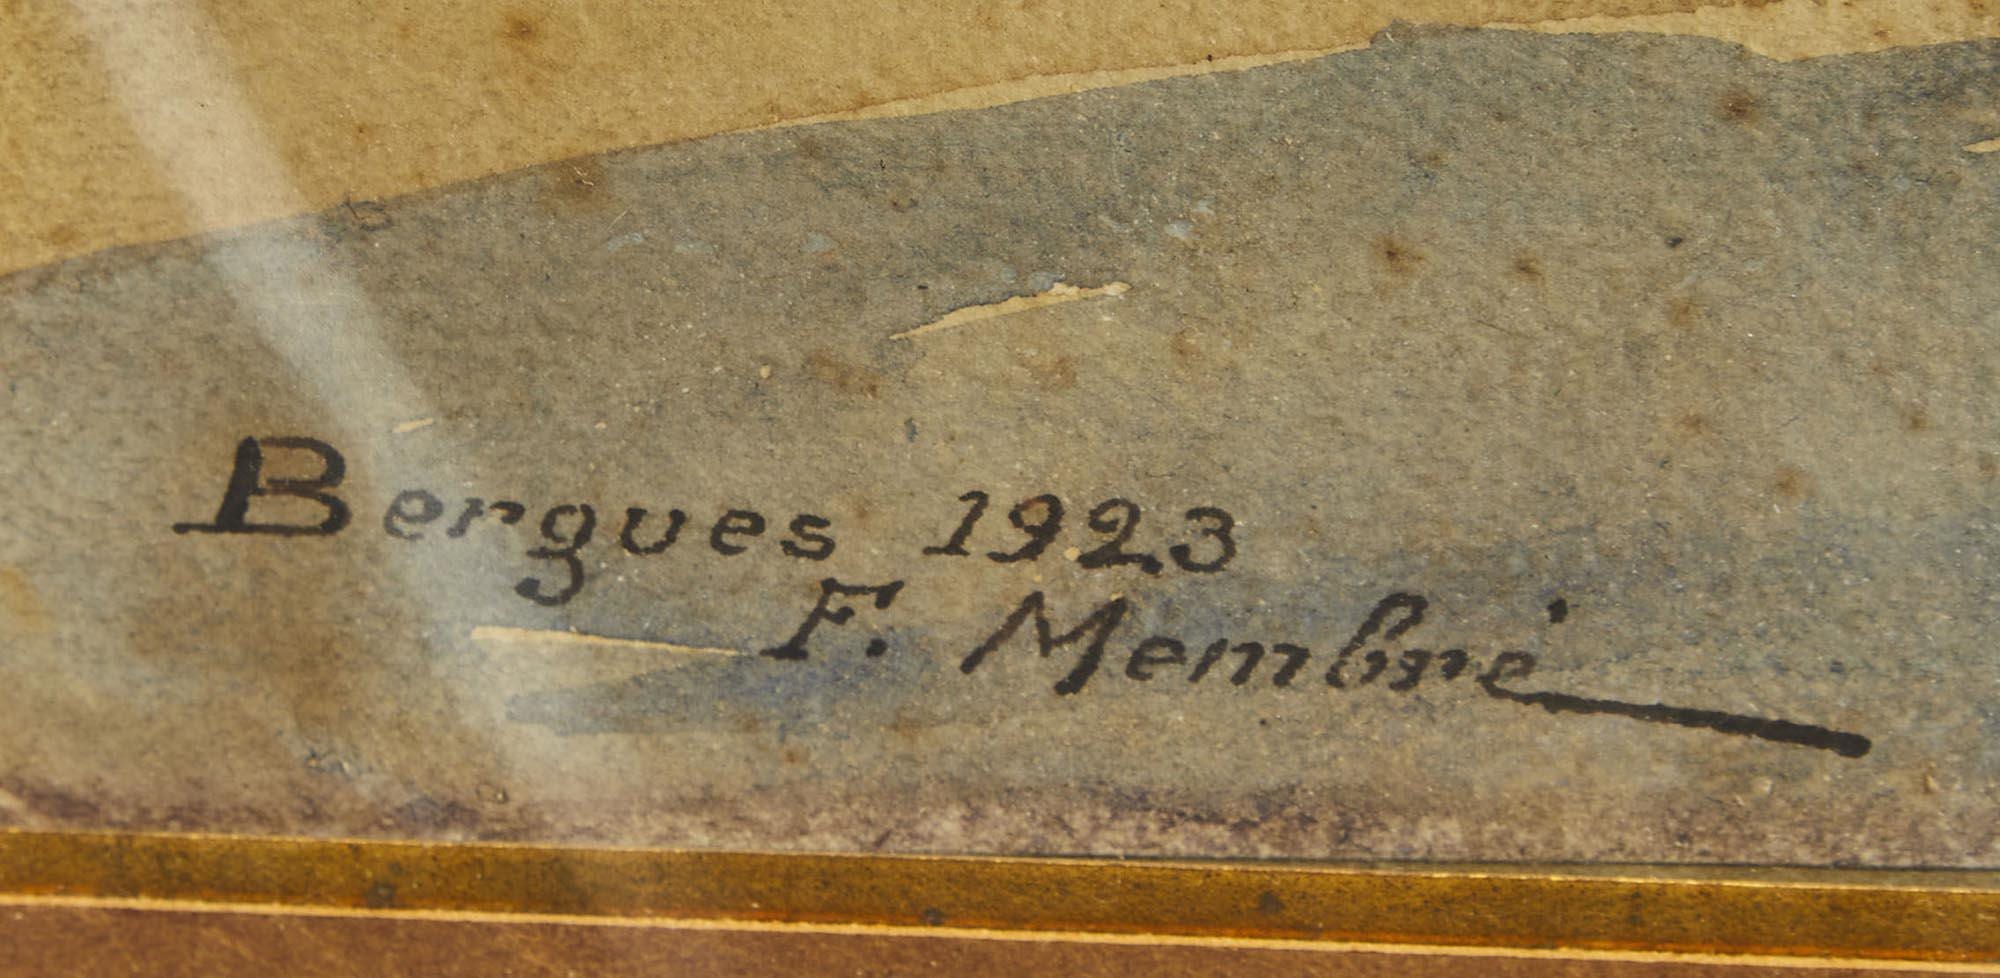 Bergues 1923
F. Membré